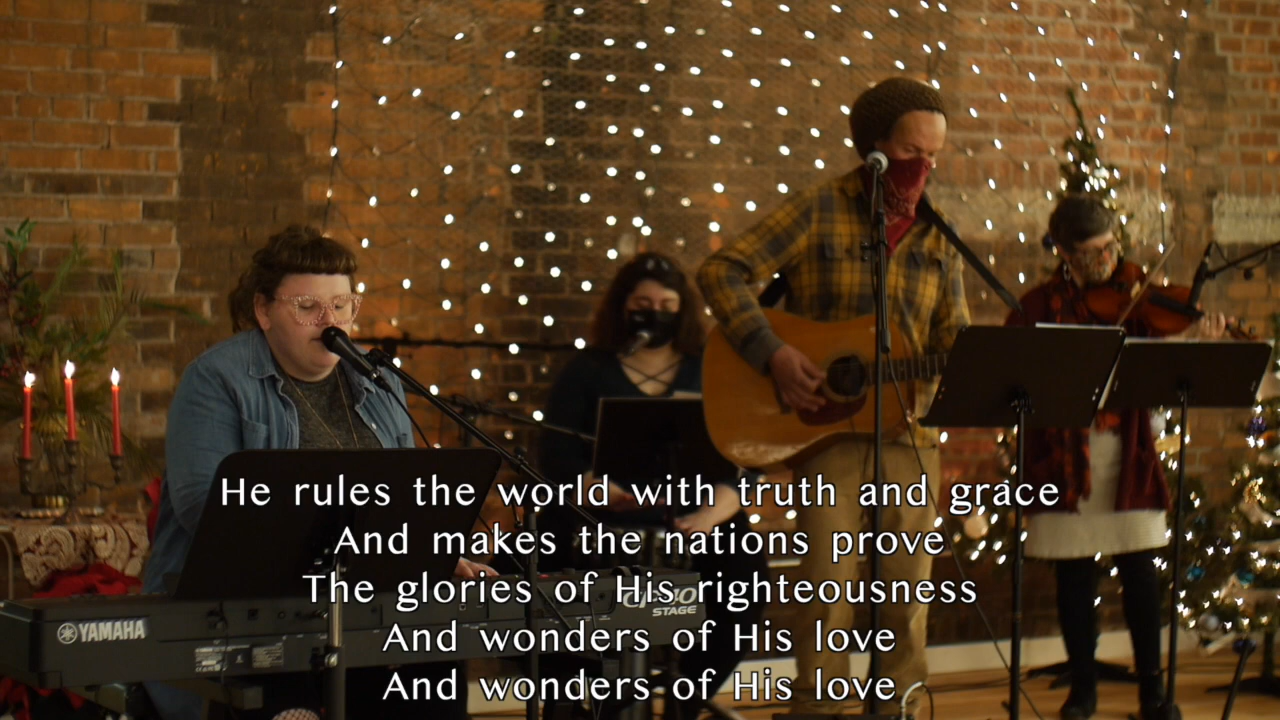 He rules the world with truth and grace
And makes the nations prove
The glories of His righteousness
And wonders of His love
And wonders of His love
YAMAHA
CP40
STAGE